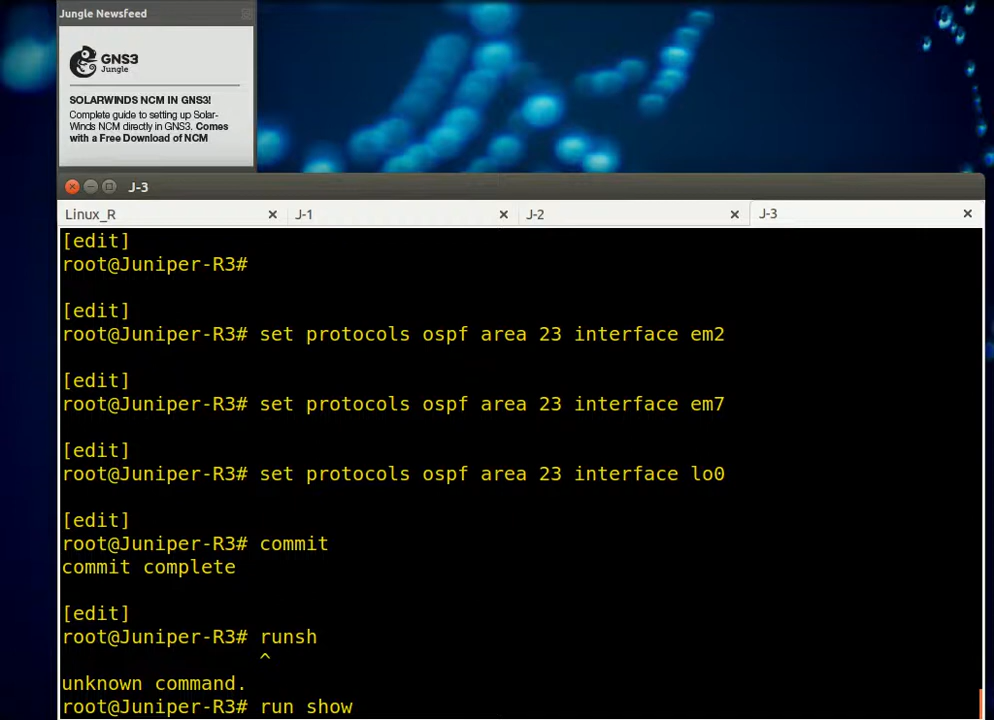 Jungle Newsfeed
GNS3
Jungle
SOLARWINDS NCM IN GNS3!
Complete guide to setting up Solar-
Winds NCM directly in GNS3. Comes
with a Free Download of NCM
J-3
Linux_R
J-1
J-2
J-3
[edit]
root@Juniper-R3#
[edit]
root@Juniper-R3# set protocols ospf area 23 interface em2
[edit]
root@Juniper-R3# set protocols ospf area 23 interface em7
[edit]
root@Juniper-R3# set protocols ospf area 23 interface lo0
[edit]
root@Juniper-R3# commit
commit complete
[edit]
root@Juniper-R3# runsh
^
unknown command.
root@Juniper-R3# run show